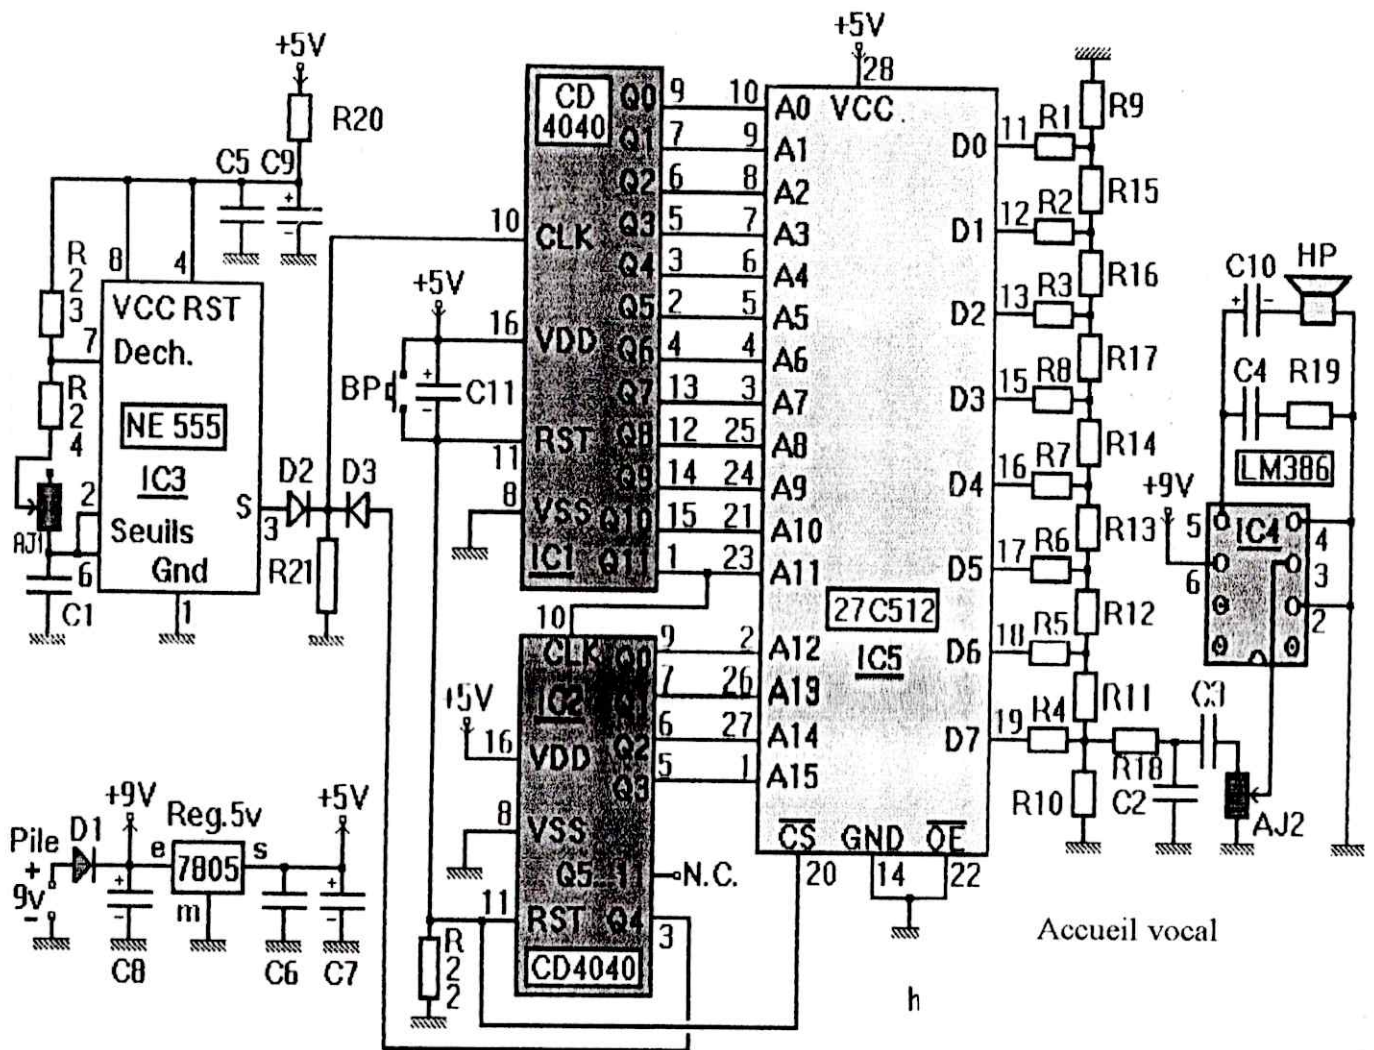 +5V
R20
C5 C9
R23
8 4
VCC RST
7 Dech.
R24
NE 555
IC3
AJ1
2
Seuils
6
Gnd
S
3
1
C1
D2 D3
R21
+5V
BP
C11
CD 4040
Q0 9
Q1 7
Q2 6
Q3 5
Q4 3
Q5 2
Q6 4
Q7 13
Q8 12
Q9 14
Q10 15
Q11 1
10 CLK
16 VDD
11 RST
8 VSS
IC1
+5V
28
VCC
10 A0
9 A1
8 A2
7 A3
6 A4
5 A5
4 A6
3 A7
25 A8
24 A9
21 A10
23 A11
2 A12
26 A13
27 A14
1 A15
27C512
IC5
D0 11 R1
D1 12 R2
D2 13 R3
D3 15 R8
D4 16 R7
D5 17 R6
D6 18 R5
D7 19 R4
CS GND OE
20 14 22
R9
R15
R16
R17
R14
R13
R12
R11
R18
R10
C2
C3
AJ2
C10 HP
C4 R19
LM386
+9V
IC4
5
6
4
3
2
10
CLK
IC2
Q0 9
Q1 7
Q2 6
Q3 5
+5V
16 VDD
8 VSS
Q5...11 N.C.
11 RST Q4 3
CD4040
R22
Pile
+
9v
-
D1
+9V
Reg.5v
e 7805 s
m
+5V
C8
C6 C7
Accueil vocal
h